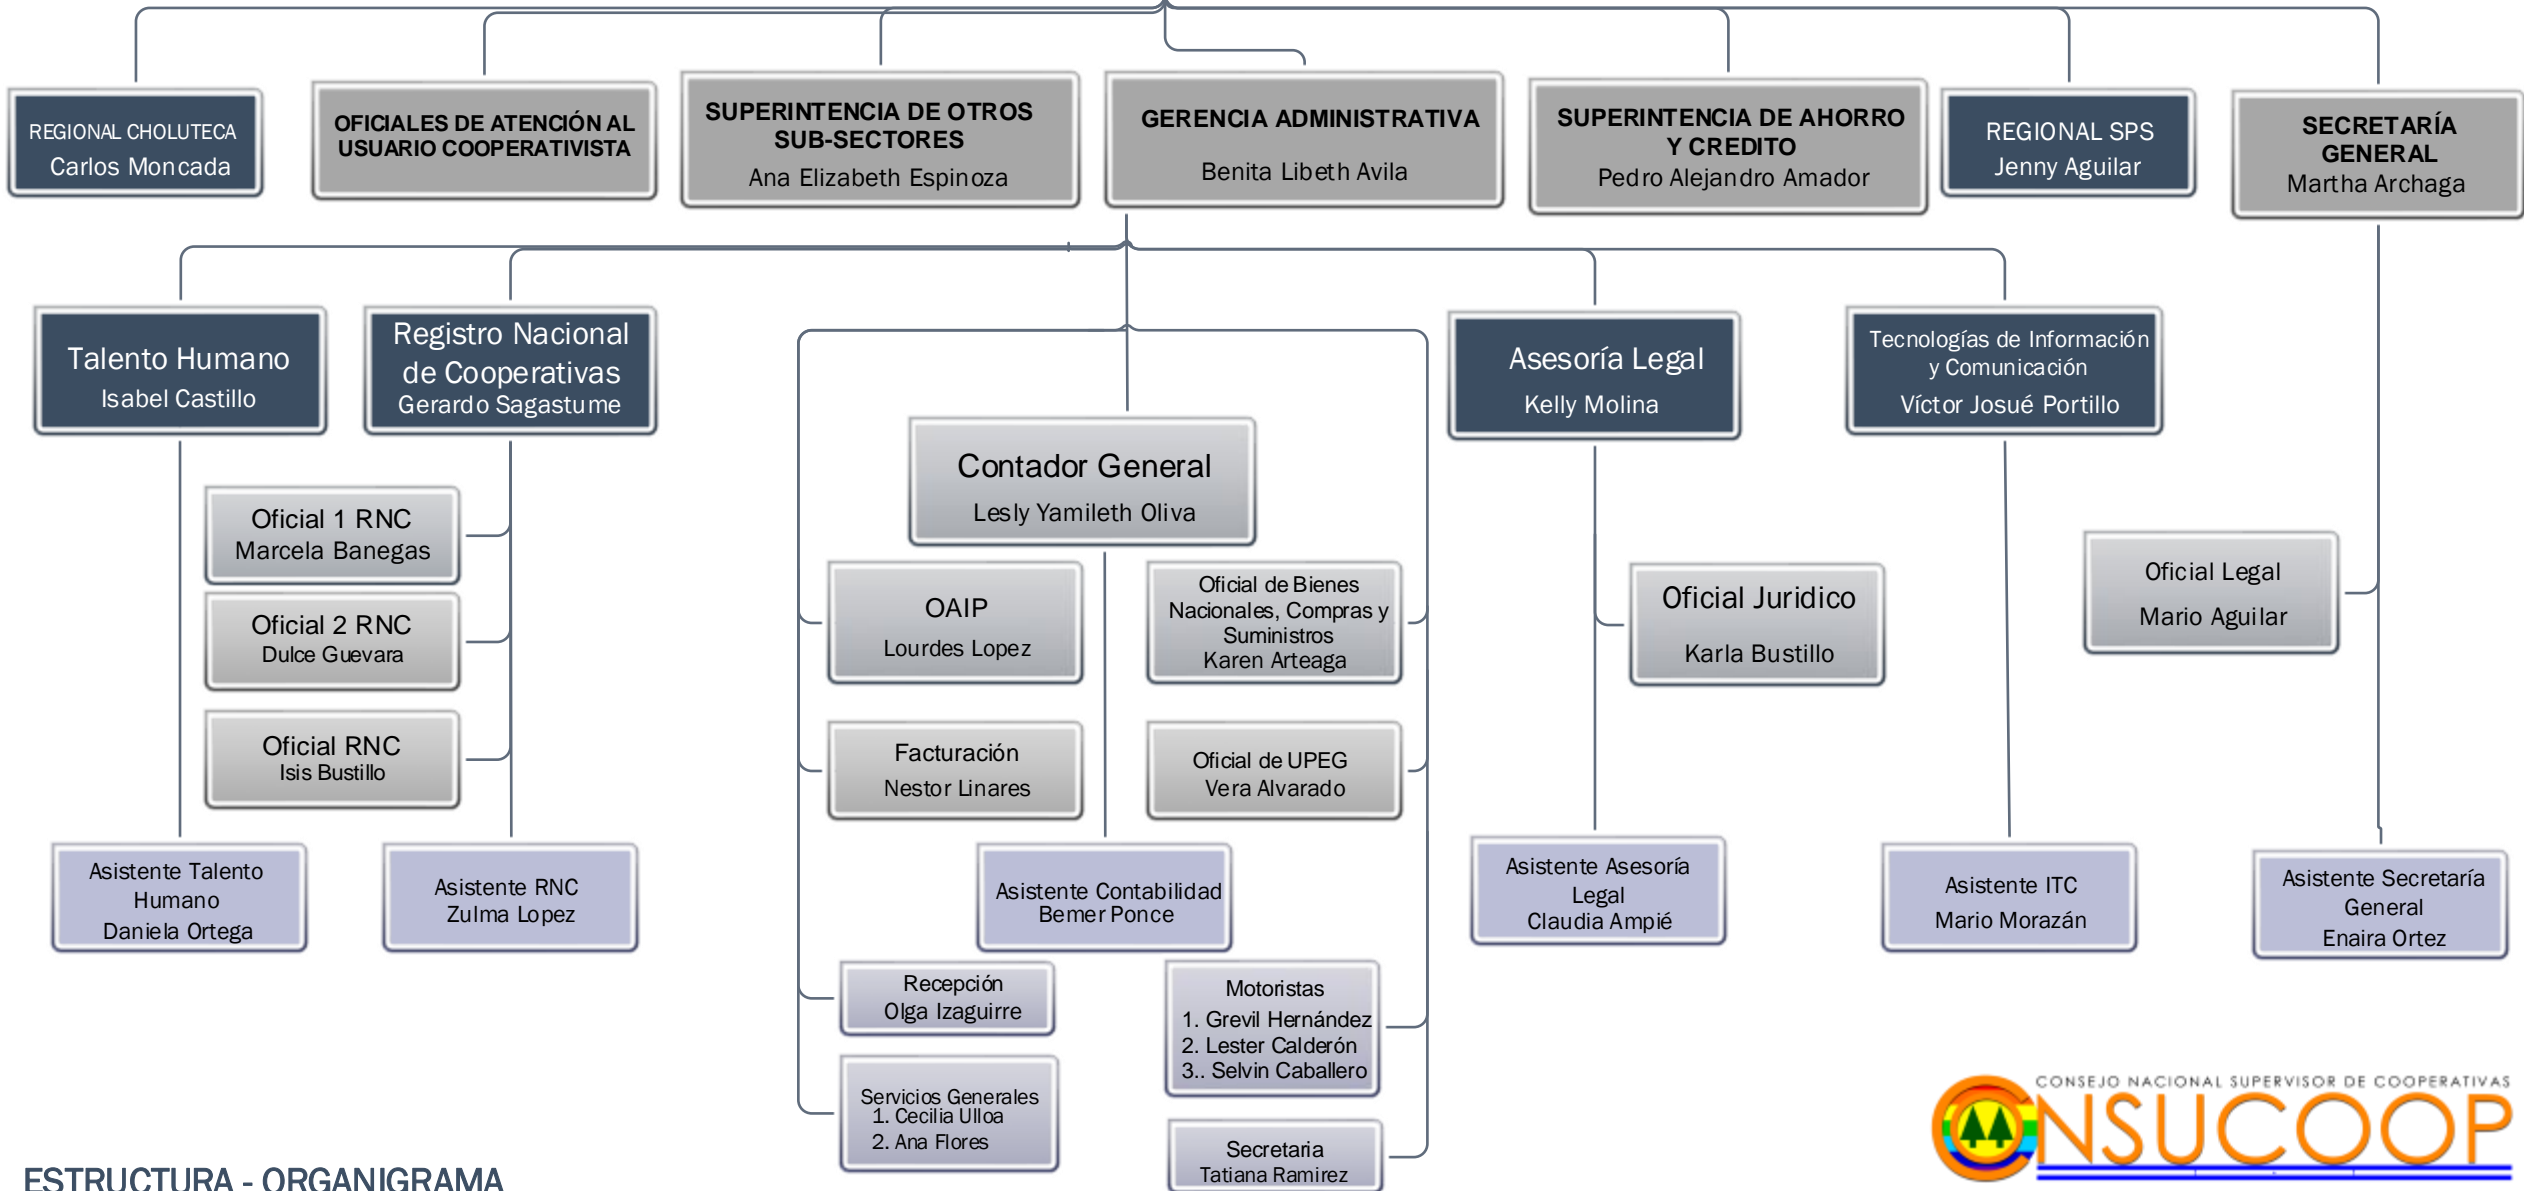 REGIONAL CHOLUTECA
Carlos Moncada
OFICIALES DE ATENCIÓN AL
USUARIO COOPERATIVISTA
SUPERINTENCIA DE OTROS
SUB-SECTORES
Ana Elizabeth Espinoza
GERENCIA ADMINISTRATIVA
Benita Libeth Avila
SUPERINTENCIA DE AHORRO
Y CREDITO
Pedro Alejandro Amador
REGIONAL SPS
Jenny Aguilar
SECRETARÍA
GENERAL
Martha Archaga
Talento Humano
Isabel Castillo
Registro Nacional
de Cooperativas
Gerardo Sagastume
Asesoría Legal
Kelly Molina
Tecnologías de Información
y Comunicación
Víctor Josué Portillo
Contador General
Lesly Yamileth Oliva
Oficial 1 RNC
Marcela Banegas
Oficial 2 RNC
Dulce Guevara
Oficial RNC
Isis Bustillo
OAIP
Lourdes Lopez
Oficial de Bienes
Nacionales, Compras y
Suministros
Karen Arteaga
Oficial Juridico
Karla Bustillo
Oficial Legal
Mario Aguilar
Facturación
Nestor Linares
Oficial de UPEG
Vera Alvarado
Asistente Talento
Humano
Daniela Ortega
Asistente RNC
Zulma Lopez
Asistente Contabilidad
Bemer Ponce
Asistente Asesoría
Legal
Claudia Ampié
Asistente ITC
Mario Morazán
Asistente Secretaría
General
Enaira Ortez
Recepción
Olga Izaguirre
Motoristas
1. Grevil Hernández
2. Lester Calderón
3.. Selvin Caballero
Servicios Generales
1. Cecilia Ulloa
2. Ana Flores
Secretaria
Tatiana Ramirez
CONSEJO NACIONAL SUPERVISOR DE COOPERATIVAS
CONSUCOOP
ESTRUCTURA - ORGANIGRAMA